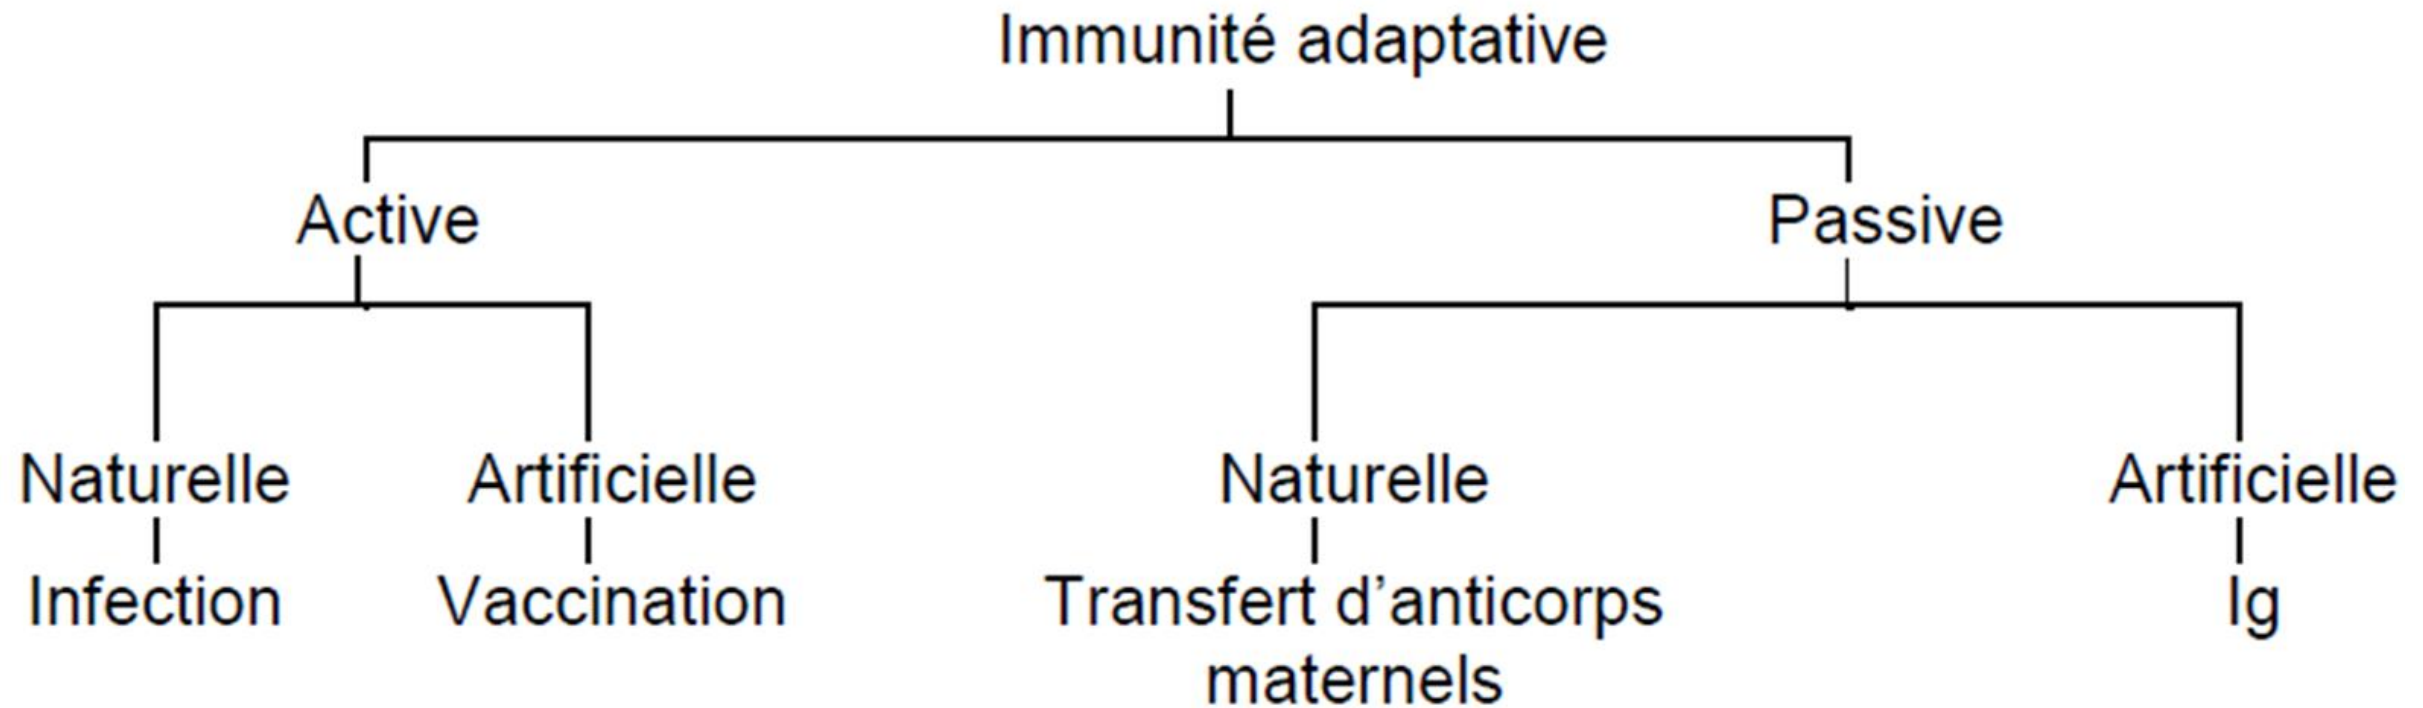 Immunité adaptative
Active
Passive
Naturelle
Artificielle
Naturelle
Artificielle
Infection
Vaccination
Transfert d’anticorps
maternels
Ig